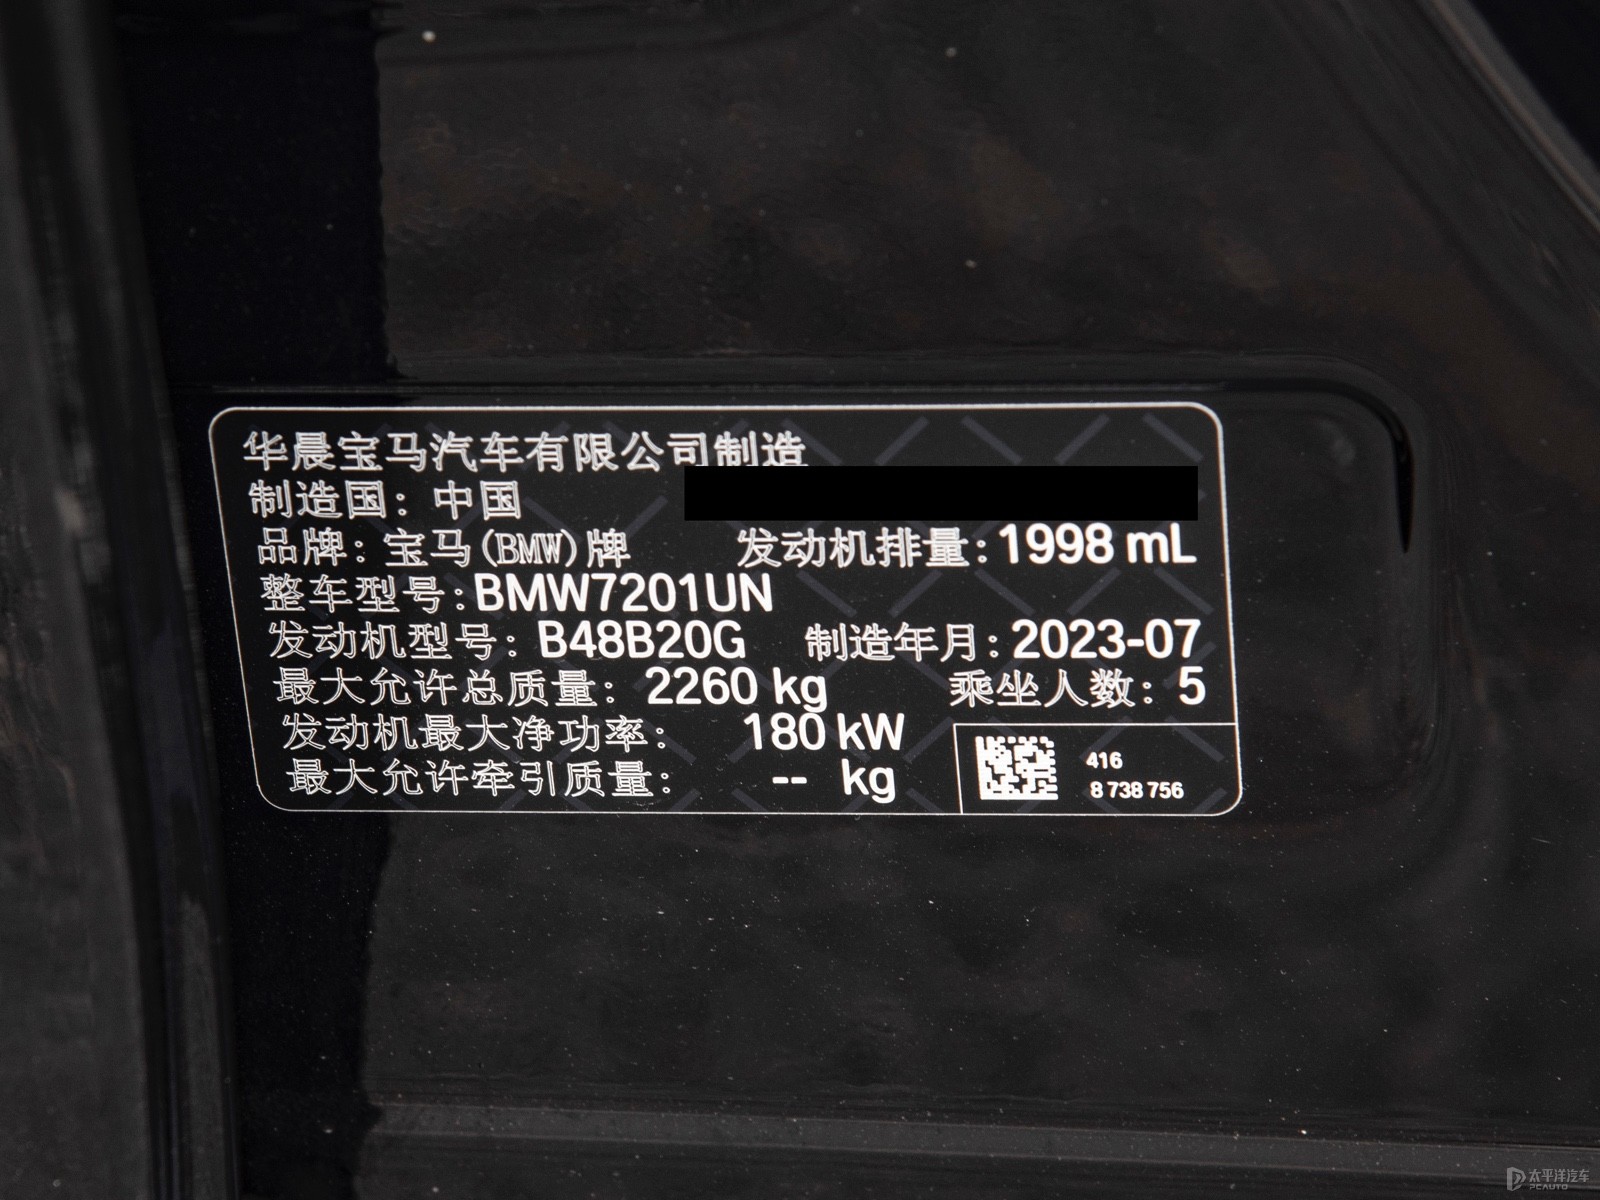 华晨宝马汽车有限公司制造
制造国：中国
品牌：宝马(BMW)牌 发动机排量：1998 mL
整车型号：BMW7201UN
发动机型号：B48B20G 制造年月：2023-07
最大允许总质量：2260 kg 乘坐人数：5
发动机最大净功率：180 kW
最大允许牵引质量：-- kg
416
8 738 756
太平洋汽车
PCAUTO